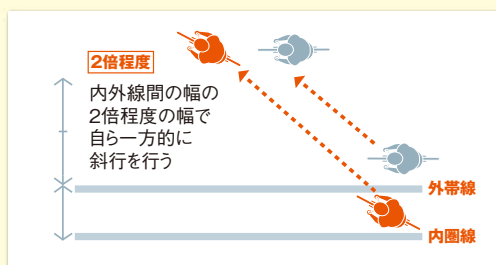 2倍程度
内外線間の幅の
2倍程度の幅で
自ら一方的に
斜行を行う
外帯線
内圏線